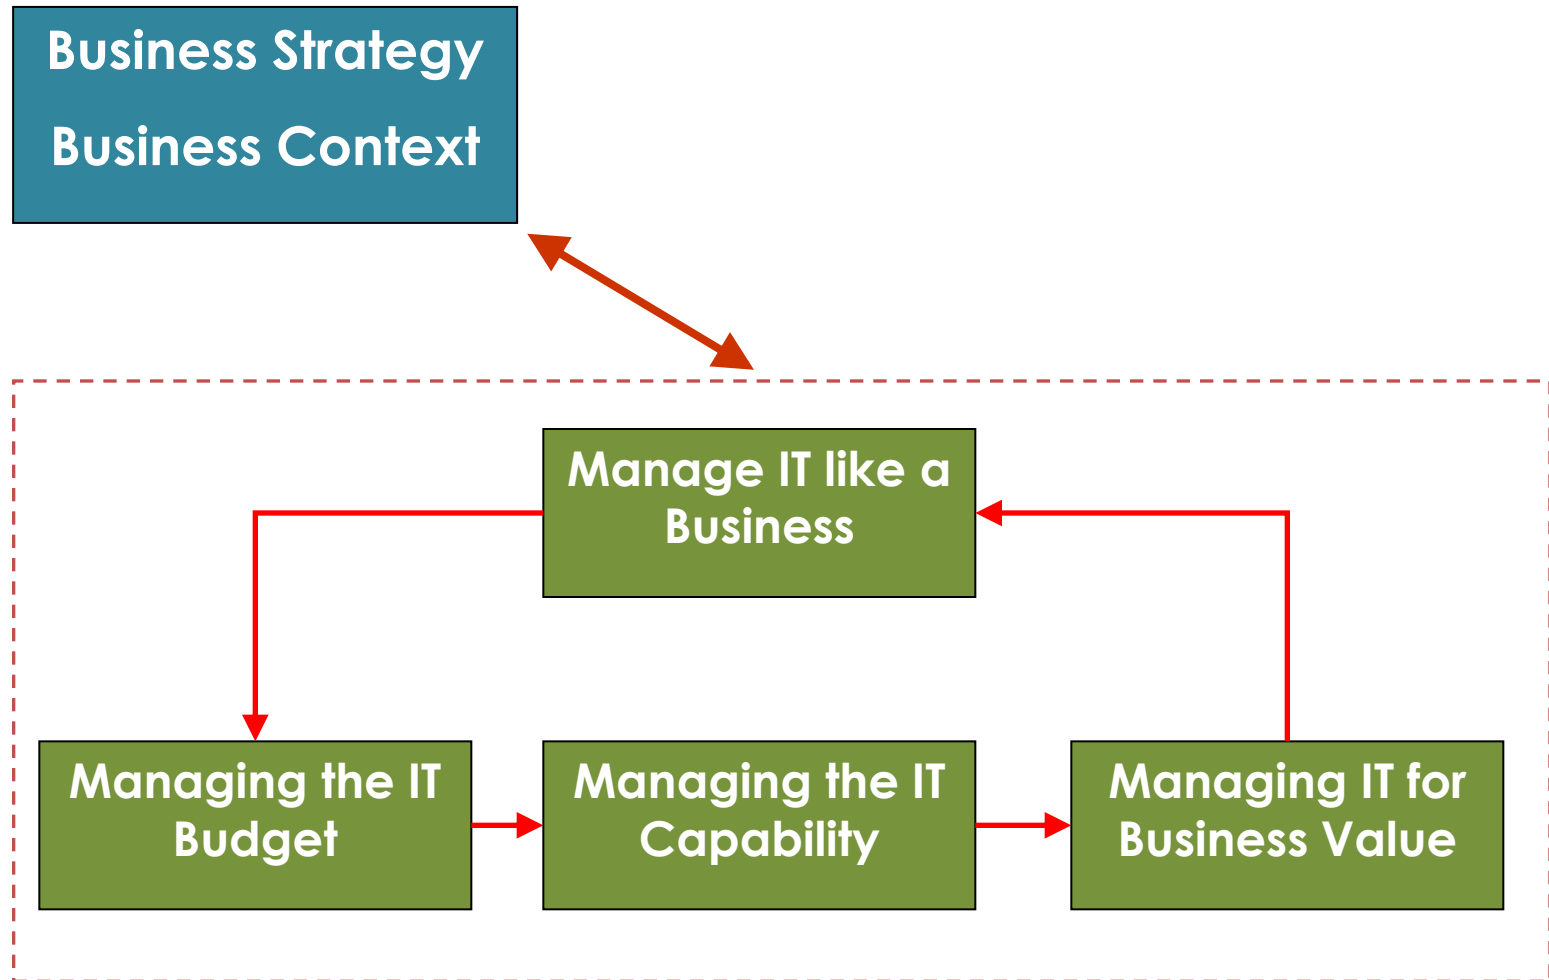 Business Strategy
Business Context
Manage IT like a
Business
Managing the IT
Budget
Managing the IT
Capability
Managing IT for
Business Value